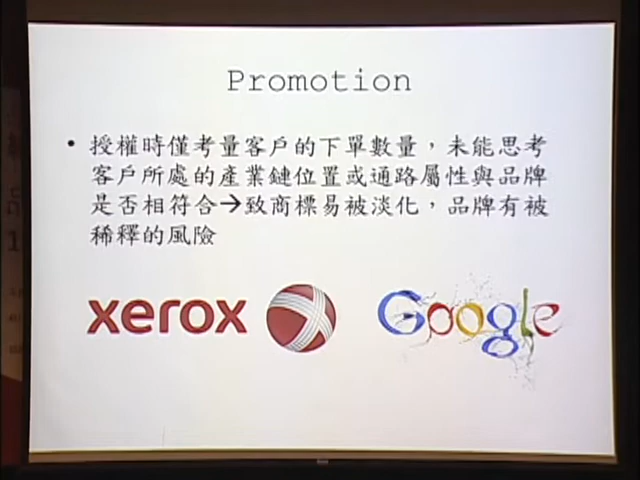 Promotion
• 授權時僅考量客戶的下單數量，未能思考
客戶所處的產業鏈位置或通路屬性與品牌
是否相符合→致商標易被淡化，品牌有被
稀釋的風險
xerox
Google